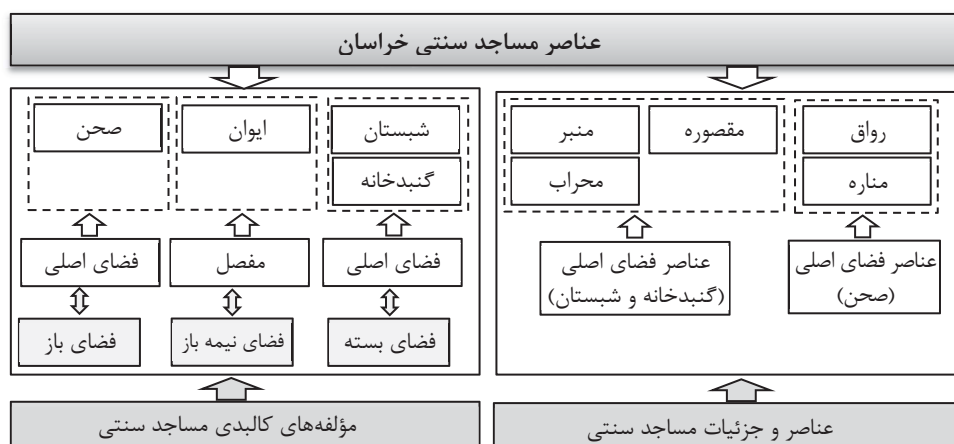 عناصر مساجد سنتی خراسان
رواق
مناره
عناصر فضای اصلی
(صحن)
مقصوره
منبر
محراب
عناصر فضای اصلی
(گنبدخانه و شبستان)
عناصر و جزئیات مساجد سنتی
شبستان
گنبدخانه
فضای اصلی
فضای بسته
ایوان
مفصل
فضای نیمه باز
صحن
فضای اصلی
فضای باز
مؤلفه‌های کالبدی مساجد سنتی